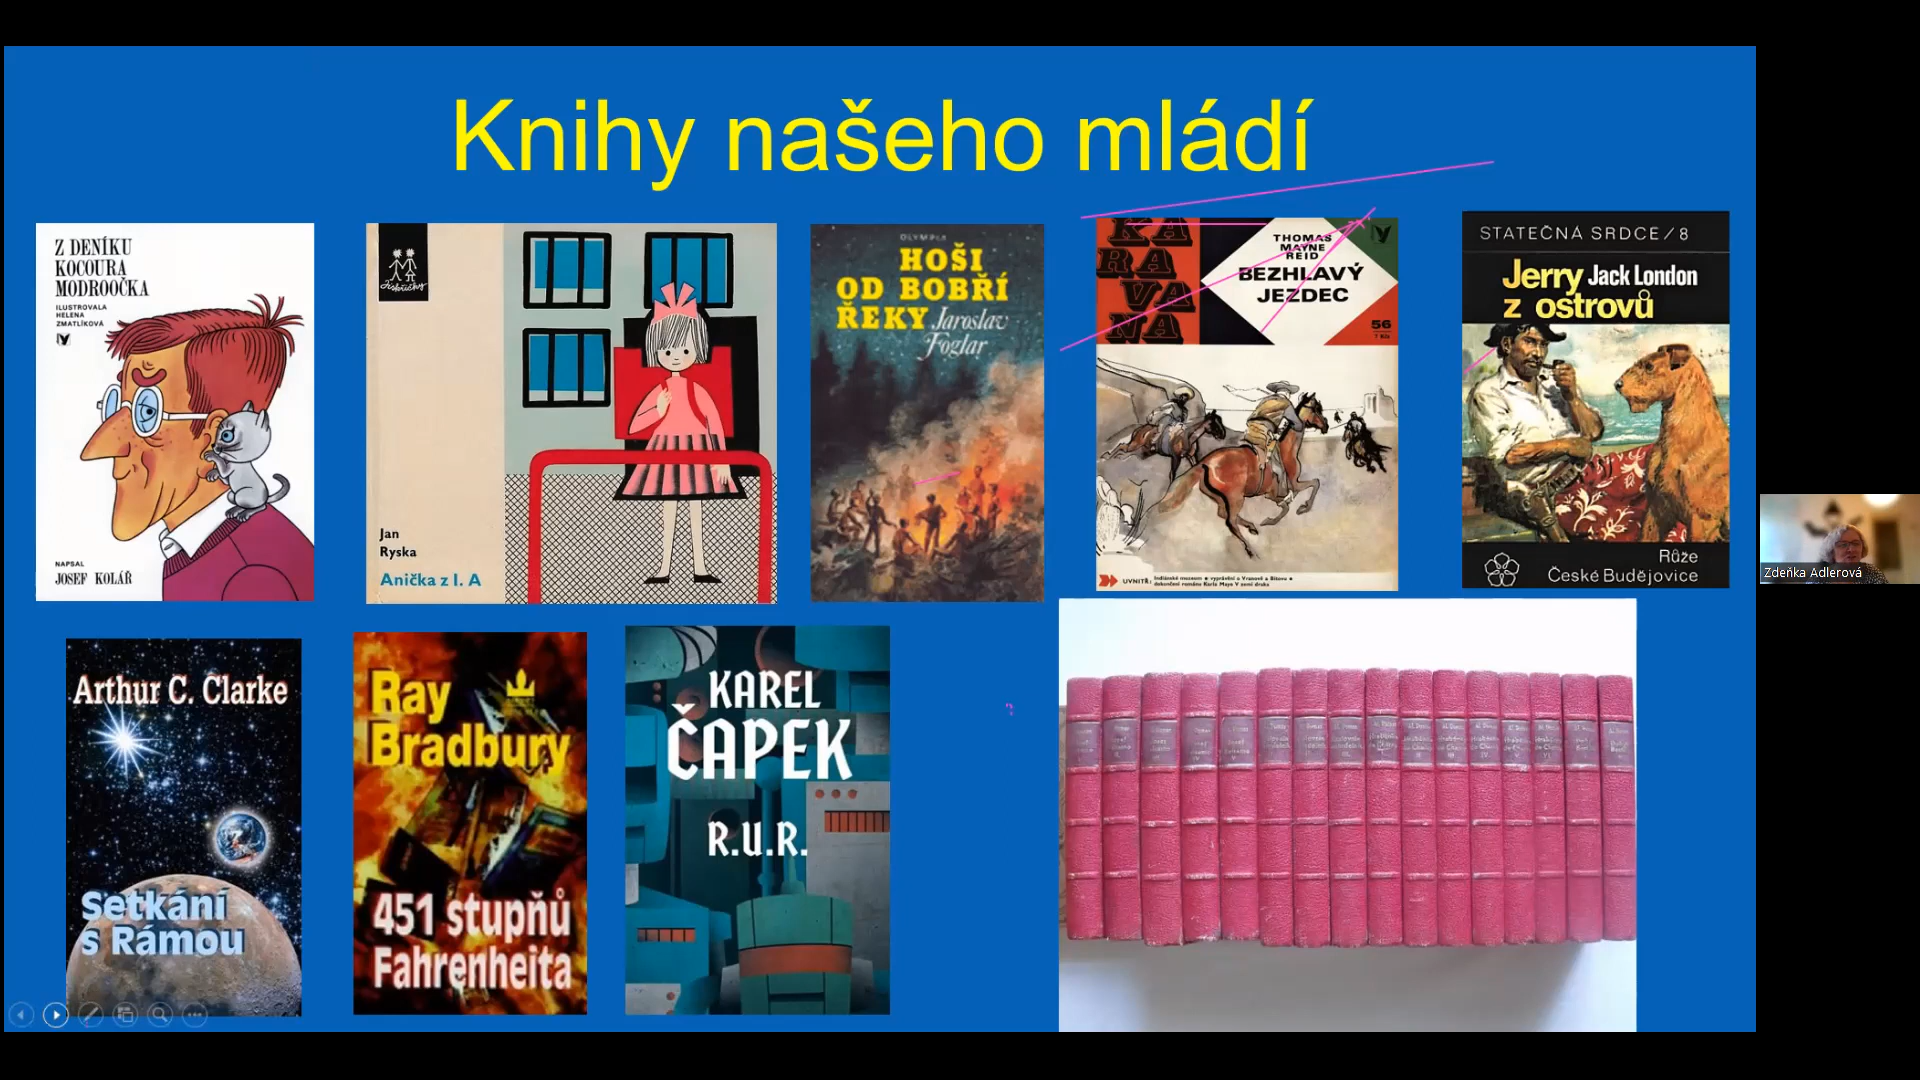 Knihy našeho mládí
Z DENÍKU
KOCOURA
MODROOČKA
ILUSTROVALA
HELENA
ZMATLÍKOVÁ
NAPSAL
JOSEF KOLÁŘ
Jiskřičky
Jan
Ryska
Anička z I. A
OLYMPIA
HOŠI
OD BOBŘÍ
ŘEKY Jaroslav
Foglar
KA
RA
VA
NA
THOMAS
MAYNE
REID
BEZHLAVÝ
JEZDEC
56
UVNITŘ:
STATEČNÁ SRDCE/8
Jerry Jack London
z ostrovů
Růže
České Budějovice
Zdeňka Adlerová
Arthur C. Clarke
Setkání
s Rámou
Ray
Bradbury
451 stupňů
Fahrenheita
KAREL
ČAPEK
R.U.R.